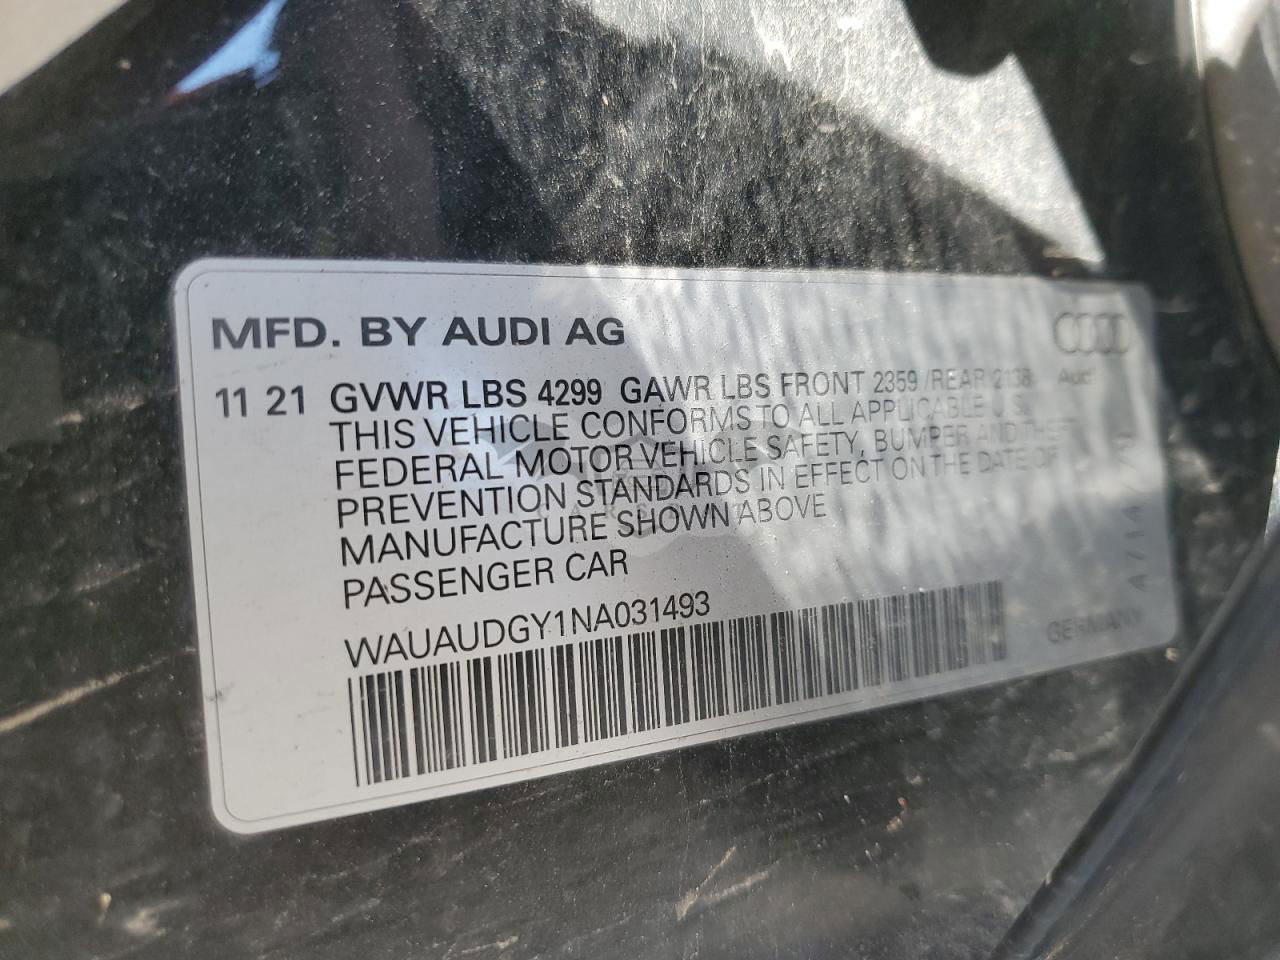 MFD. BY AUDI AG
11 21 GVWR LBS 4299 GAWR LBS FRONT 2359 /REAR 2138
Audi
THIS VEHICLE CONFORMS TO ALL APPLICABLE U.S.
FEDERAL MOTOR VEHICLE SAFETY, BUMPER AND THEFT
PREVENTION STANDARDS IN EFFECT ON THE DATE OF
MANUFACTURE SHOWN ABOVE
PASSENGER CAR
WAUAUDGY1NA031493
GERMANY